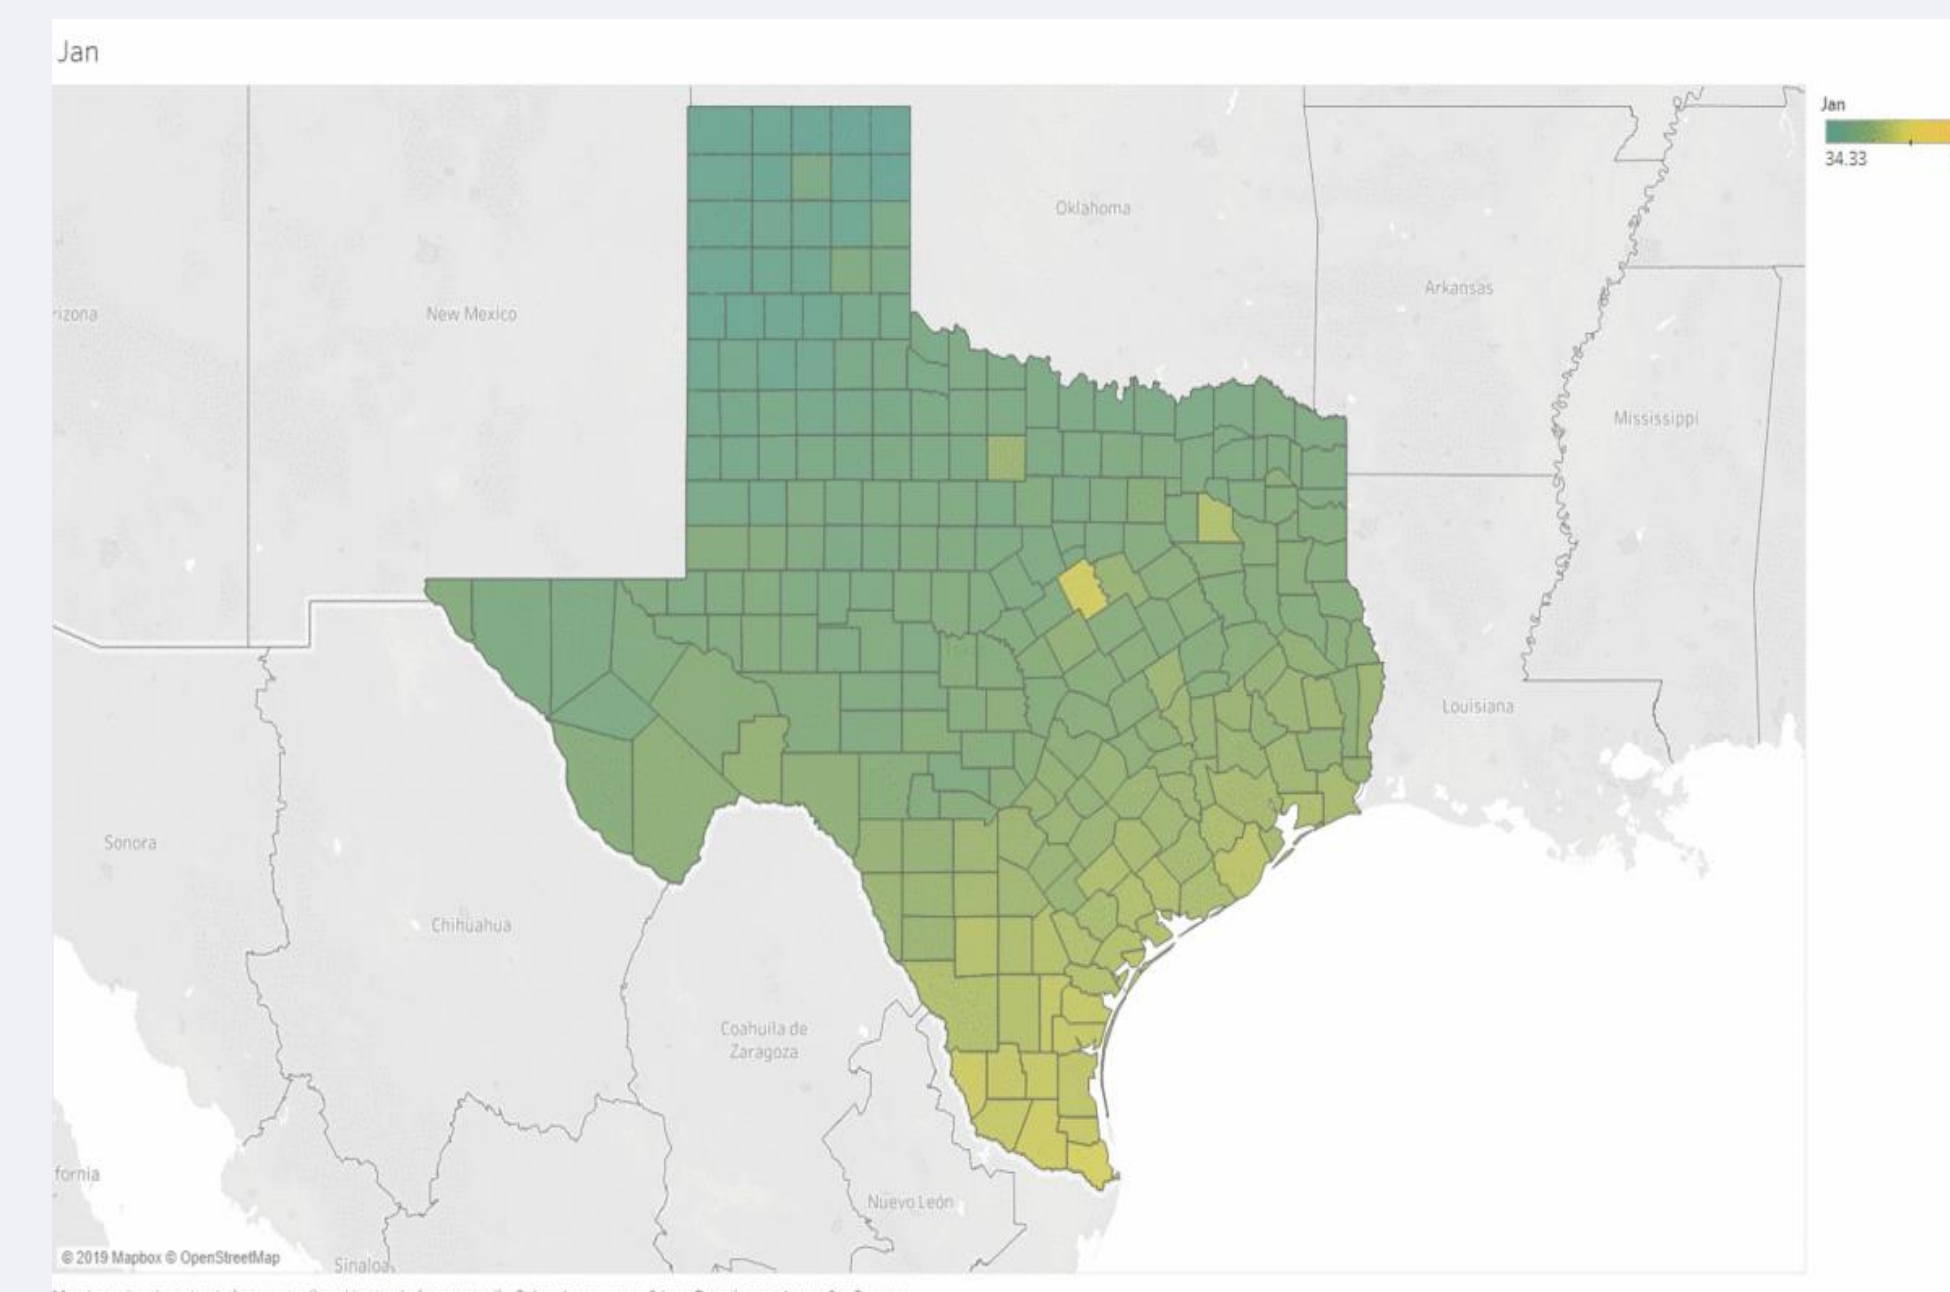 Jan
Jan
34.33
Oklahoma
Arkansas
rizona
New Mexico
Mississippi
Louisiana
Sonora
Chihuahua
Coahuila de
Zaragoza
fornia
Nuevo León
© 2019 Mapbox © OpenStreetMap
Sinaloa